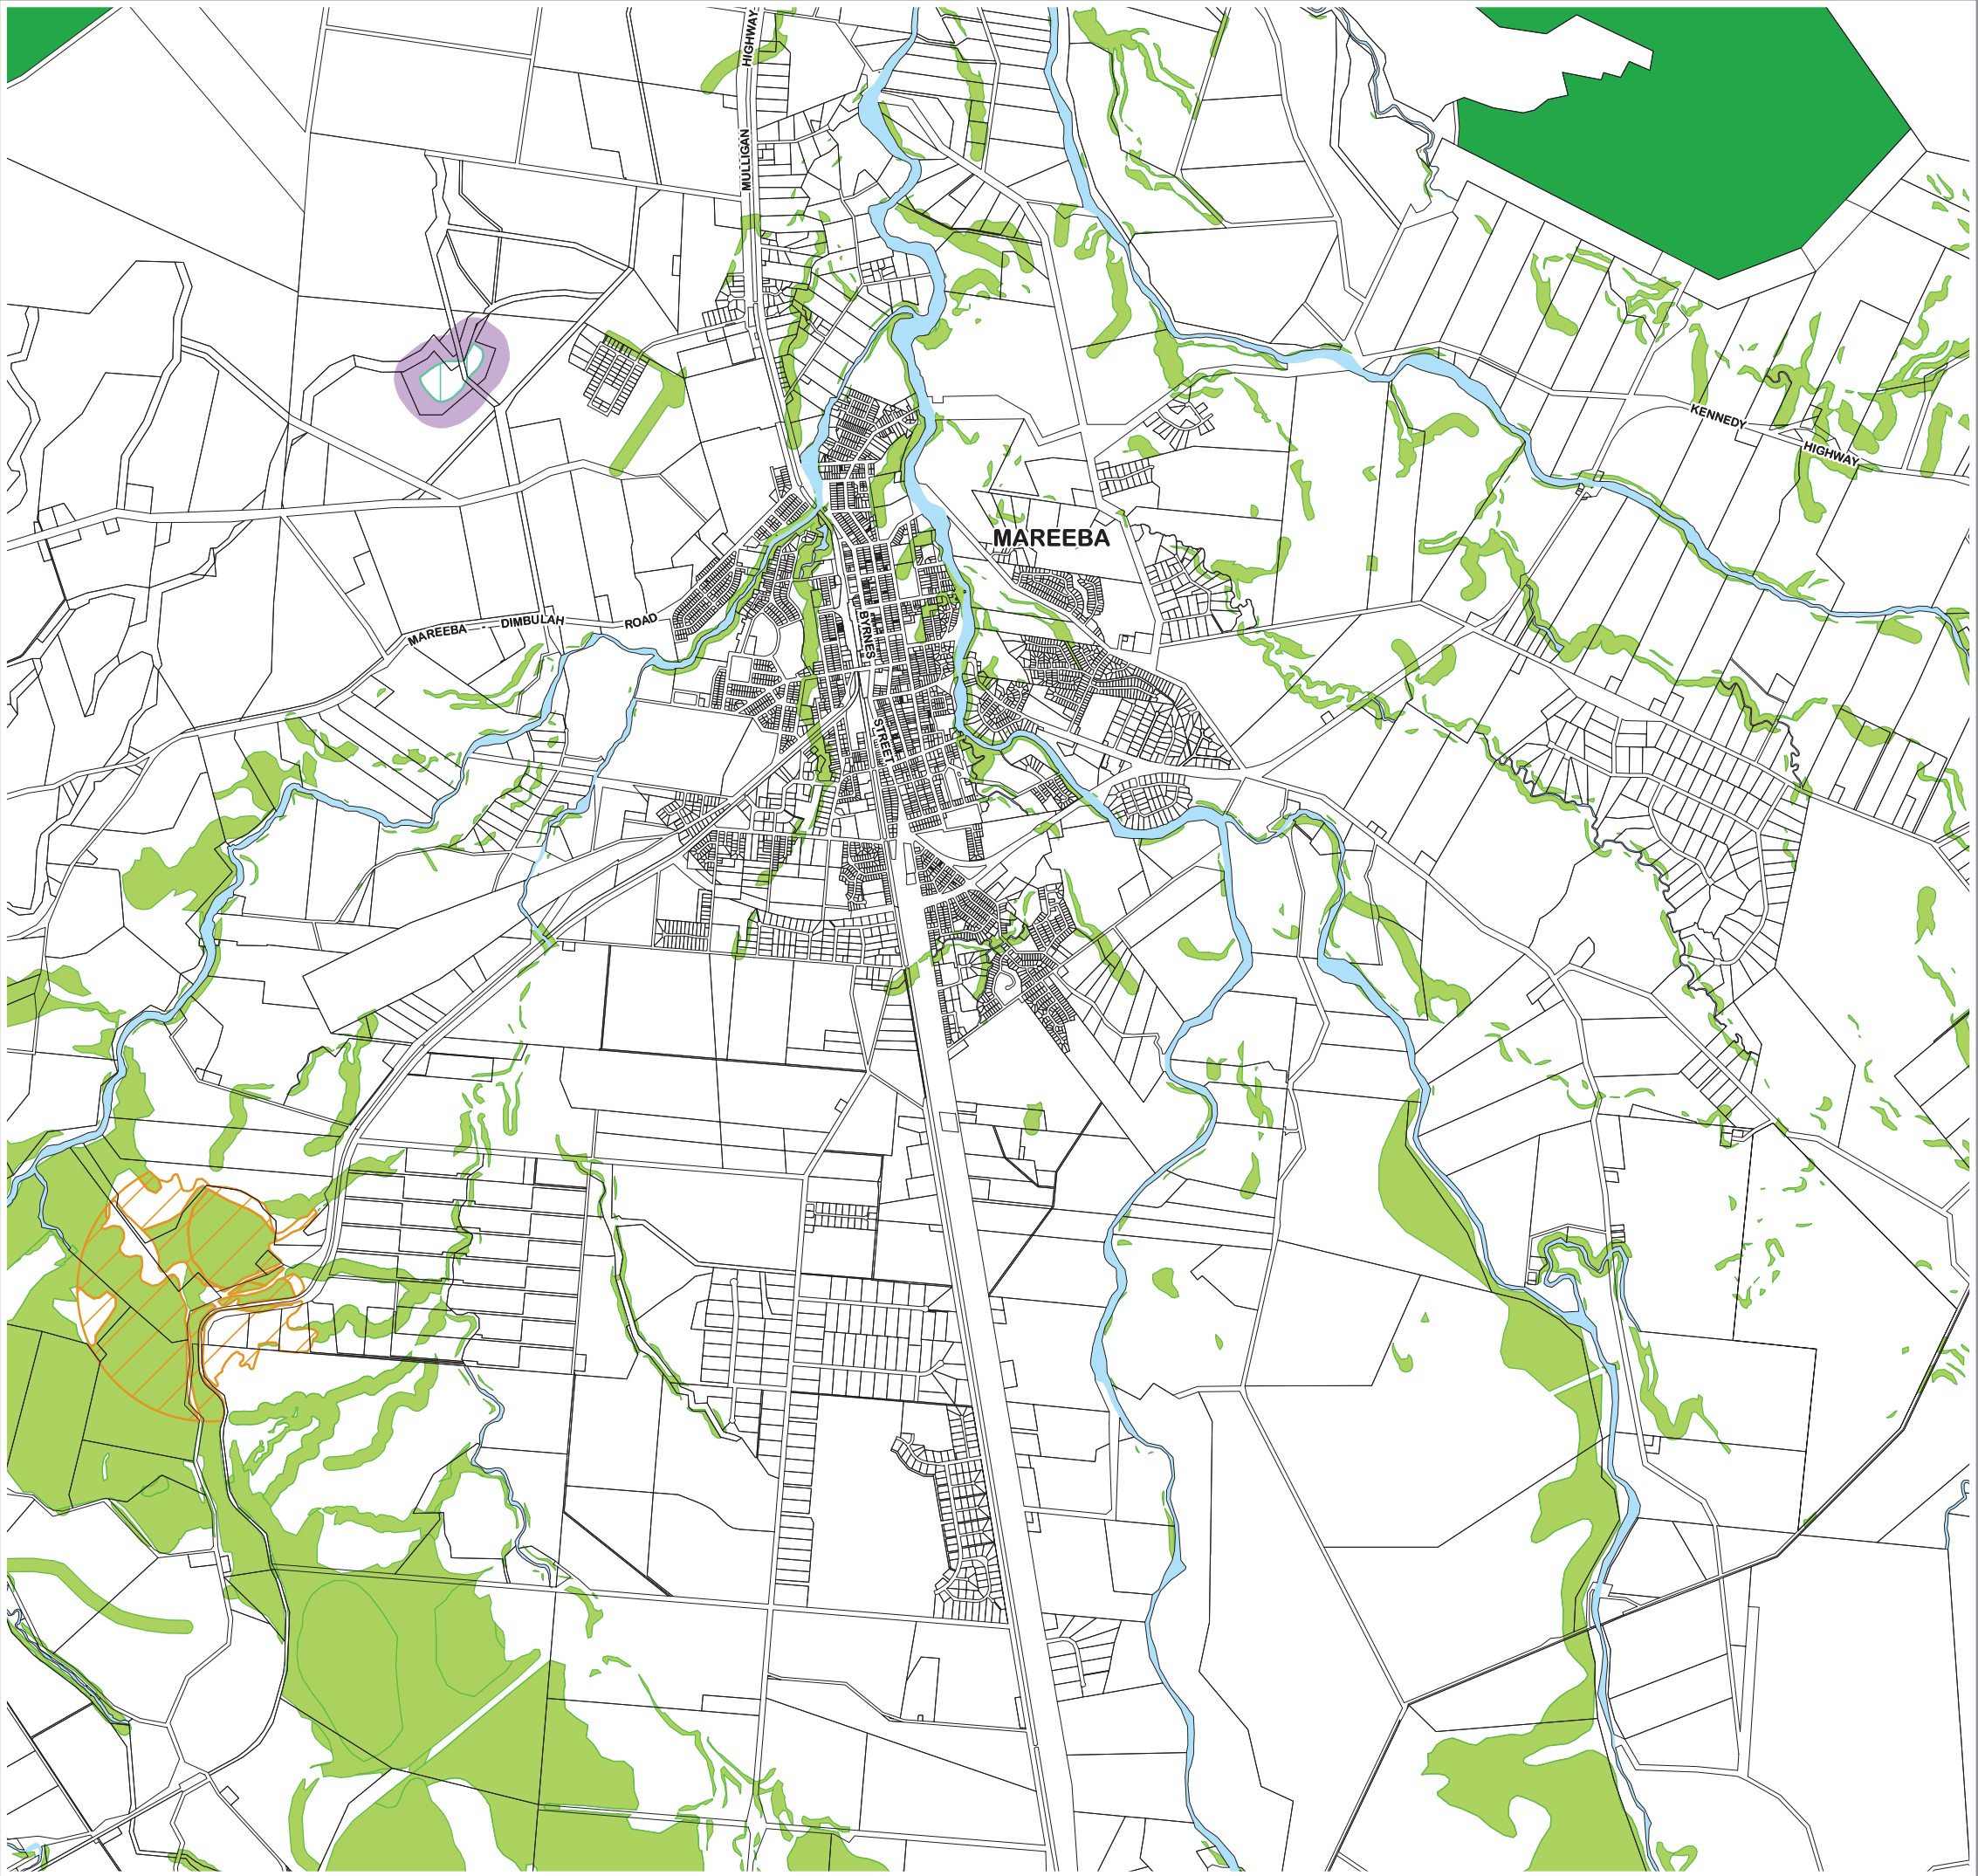 HIGHWAY
MULLIGAN
KENNEDY
HIGHWAY
MAREEBA
MAREEBA - DIMBULAH ROAD
BYRNES
STREET